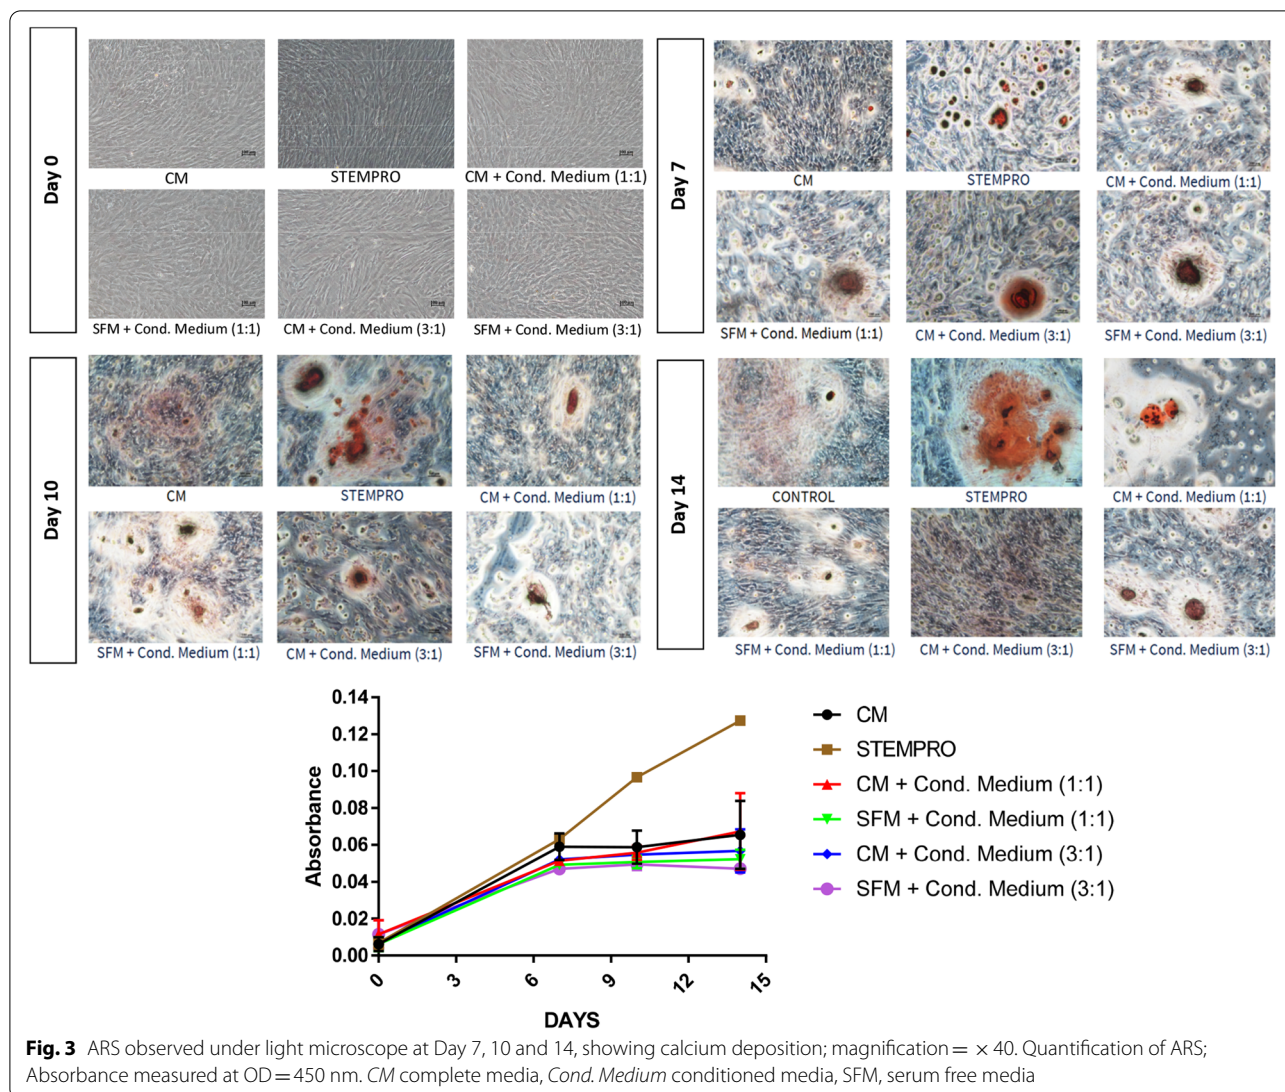 Day 0
CM
STEMPRO
CM + Cond. Medium (1:1)
SFM + Cond. Medium (1:1)
CM + Cond. Medium (3:1)
SFM + Cond. Medium (3:1)
Day 7
CM
STEMPRO
CM + Cond. Medium (1:1)
SFM + Cond. Medium (1:1)
CM + Cond. Medium (3:1)
SFM + Cond. Medium (3:1)
Day 10
CM
STEMPRO
CM + Cond. Medium (1:1)
SFM + Cond. Medium (1:1)
CM + Cond. Medium (3:1)
SFM + Cond. Medium (3:1)
Day 14
CONTROL
STEMPRO
CM + Cond. Medium (1:1)
SFM + Cond. Medium (1:1)
CM + Cond. Medium (3:1)
SFM + Cond. Medium (3:1)
Absorbance
0.14
0.12
0.10
0.08
0.06
0.04
0.02
0.00
0
3
6
9
12
15
DAYS
CM
STEMPRO
CM + Cond. Medium (1:1)
SFM + Cond. Medium (1:1)
CM + Cond. Medium (3:1)
SFM + Cond. Medium (3:1)
Fig. 3 ARS observed under light microscope at Day 7, 10 and 14, showing calcium deposition; magnification = × 40. Quantification of ARS;
Absorbance measured at OD = 450 nm. CM complete media, Cond. Medium conditioned media, SFM, serum free media